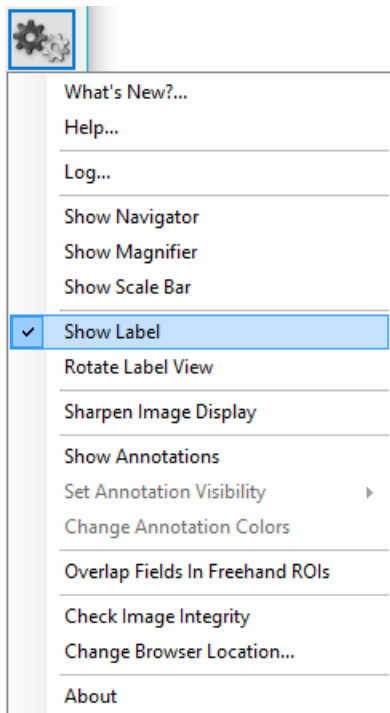 What's New?...
Help...
Log...
Show Navigator
Show Magnifier
Show Scale Bar
Show Label
Rotate Label View
Sharpen Image Display
Show Annotations
Set Annotation Visibility
Change Annotation Colors
Overlap Fields In Freehand ROIs
Check Image Integrity
Change Browser Location...
About